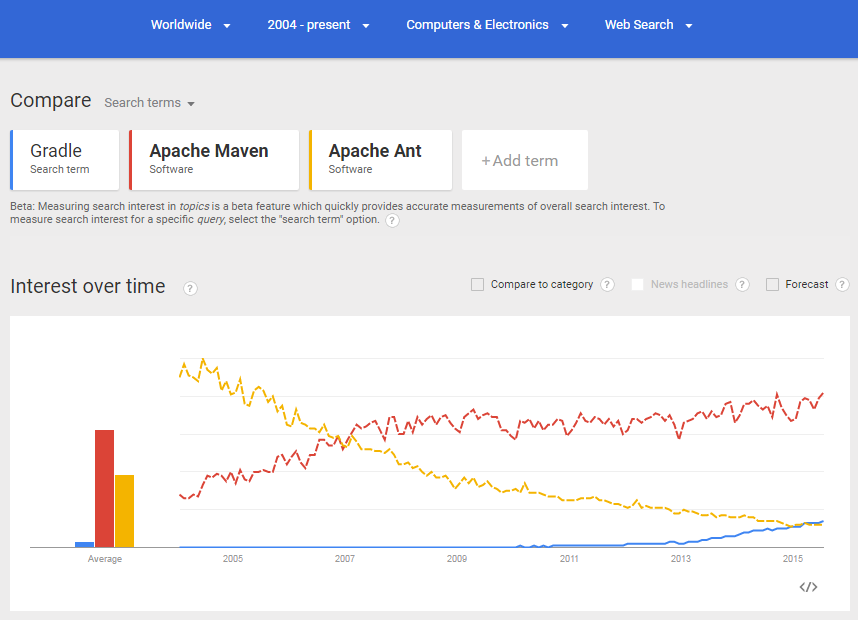 Worldwide 2004 - present Computers & Electronics Web Search
Compare Search terms
Gradle Apache Maven Apache Ant +Add term
Search term Software Software
Beta: Measuring search interest in topics is a beta feature which quickly provides accurate measurements of overall search interest. To
measure search interest for a specific query, select the "search term" option. ?
Interest over time ? Compare to category ? News headlines ? Forecast ?
Average 2005 2007 2009 2011 2013 2015
</>